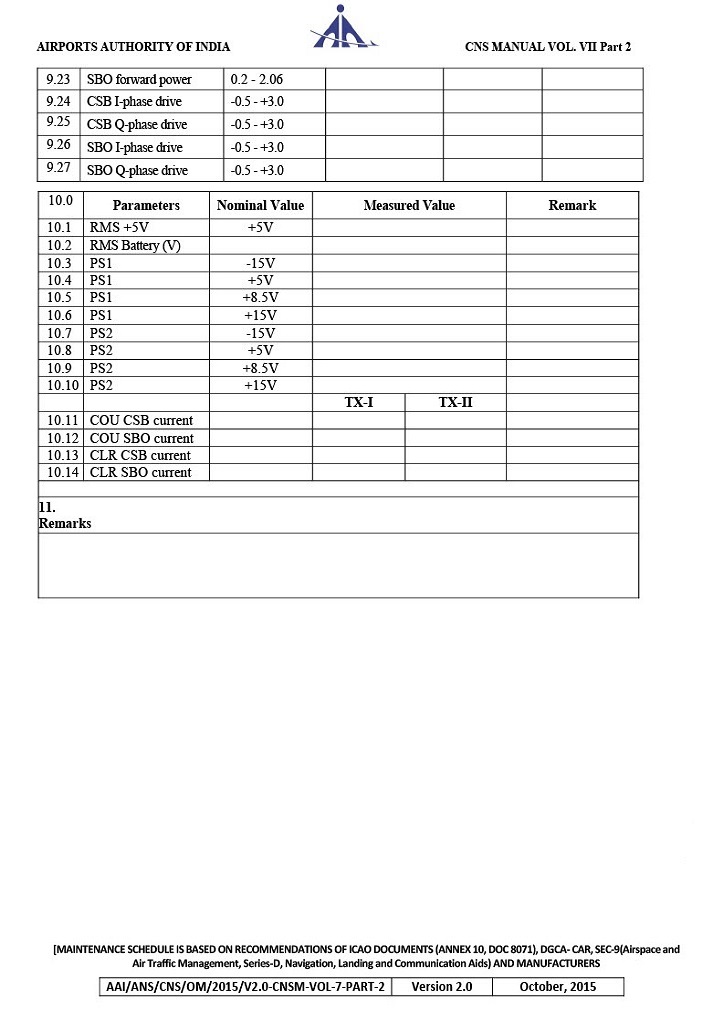 AIRPORTS AUTHORITY OF INDIA CNS MANUAL VOL. VII Part 2
9.23 SBO forward power 0.2 - 2.06
9.24 CSB I-phase drive -0.5 - +3.0
9.25 CSB Q-phase drive -0.5 - +3.0
9.26 SBO I-phase drive -0.5 - +3.0
9.27 SBO Q-phase drive -0.5 - +3.0
10.0 Parameters Nominal Value Measured Value Remark
10.1 RMS +5V +5V
10.2 RMS Battery (V)
10.3 PS1 -15V
10.4 PS1 +5V
10.5 PS1 +8.5V
10.6 PS1 +15V
10.7 PS2 -15V
10.8 PS2 +5V
10.9 PS2 +8.5V
10.10 PS2 +15V
TX-I TX-II
10.11 COU CSB current
10.12 COU SBO current
10.13 CLR CSB current
10.14 CLR SBO current
11.
Remarks
[MAINTENANCE SCHEDULE IS BASED ON RECOMMENDATIONS OF ICAO DOCUMENTS (ANNEX 10, DOC 8071), DGCA- CAR, SEC-9(Airspace and
Air Traffic Management, Series-D, Navigation, Landing and Communication Aids) AND MANUFACTURERS
AAI/ANS/CNS/OM/2015/V2.0-CNSM-VOL-7-PART-2 Version 2.0 October, 2015